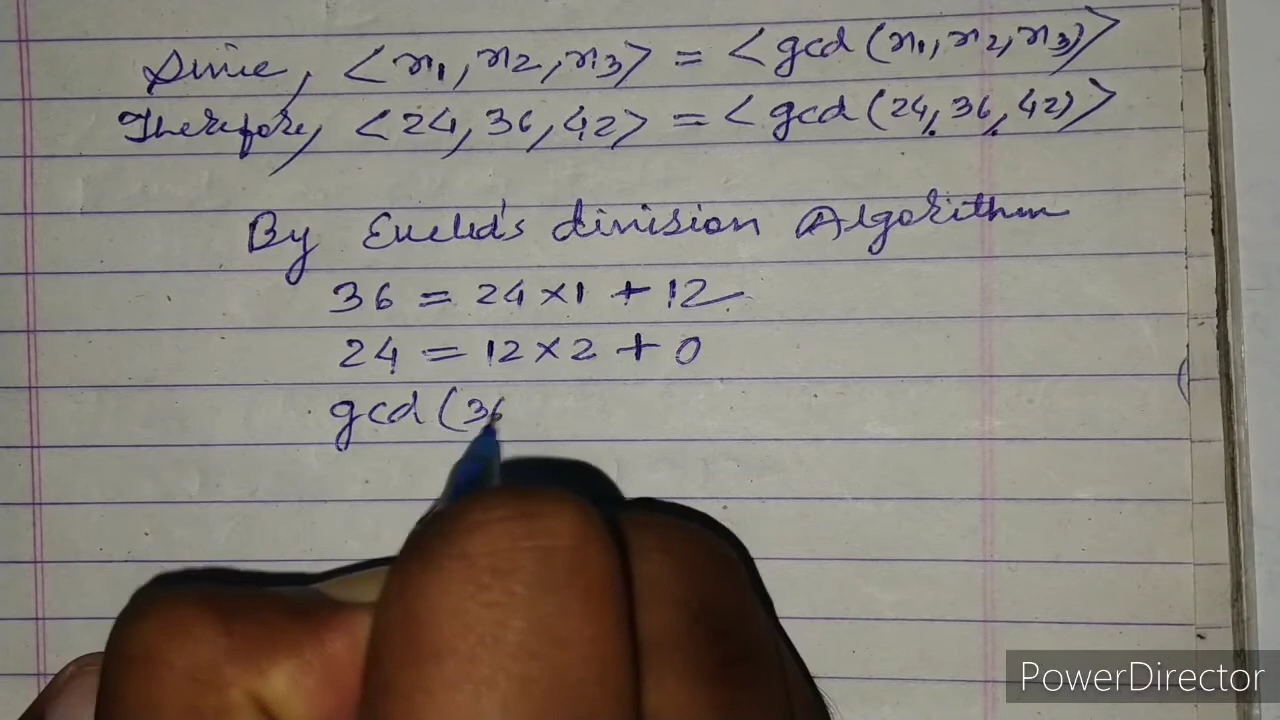 Since, <n1, n2, n3> = <gcd (n1, n2, n3)>
Therefore, <24, 36, 42> = <gcd (24, 36, 42)>
By Euclid's division Algorithm
36 = 24 × 1 + 12
24 = 12 × 2 + 0
gcd (36
PowerDirector